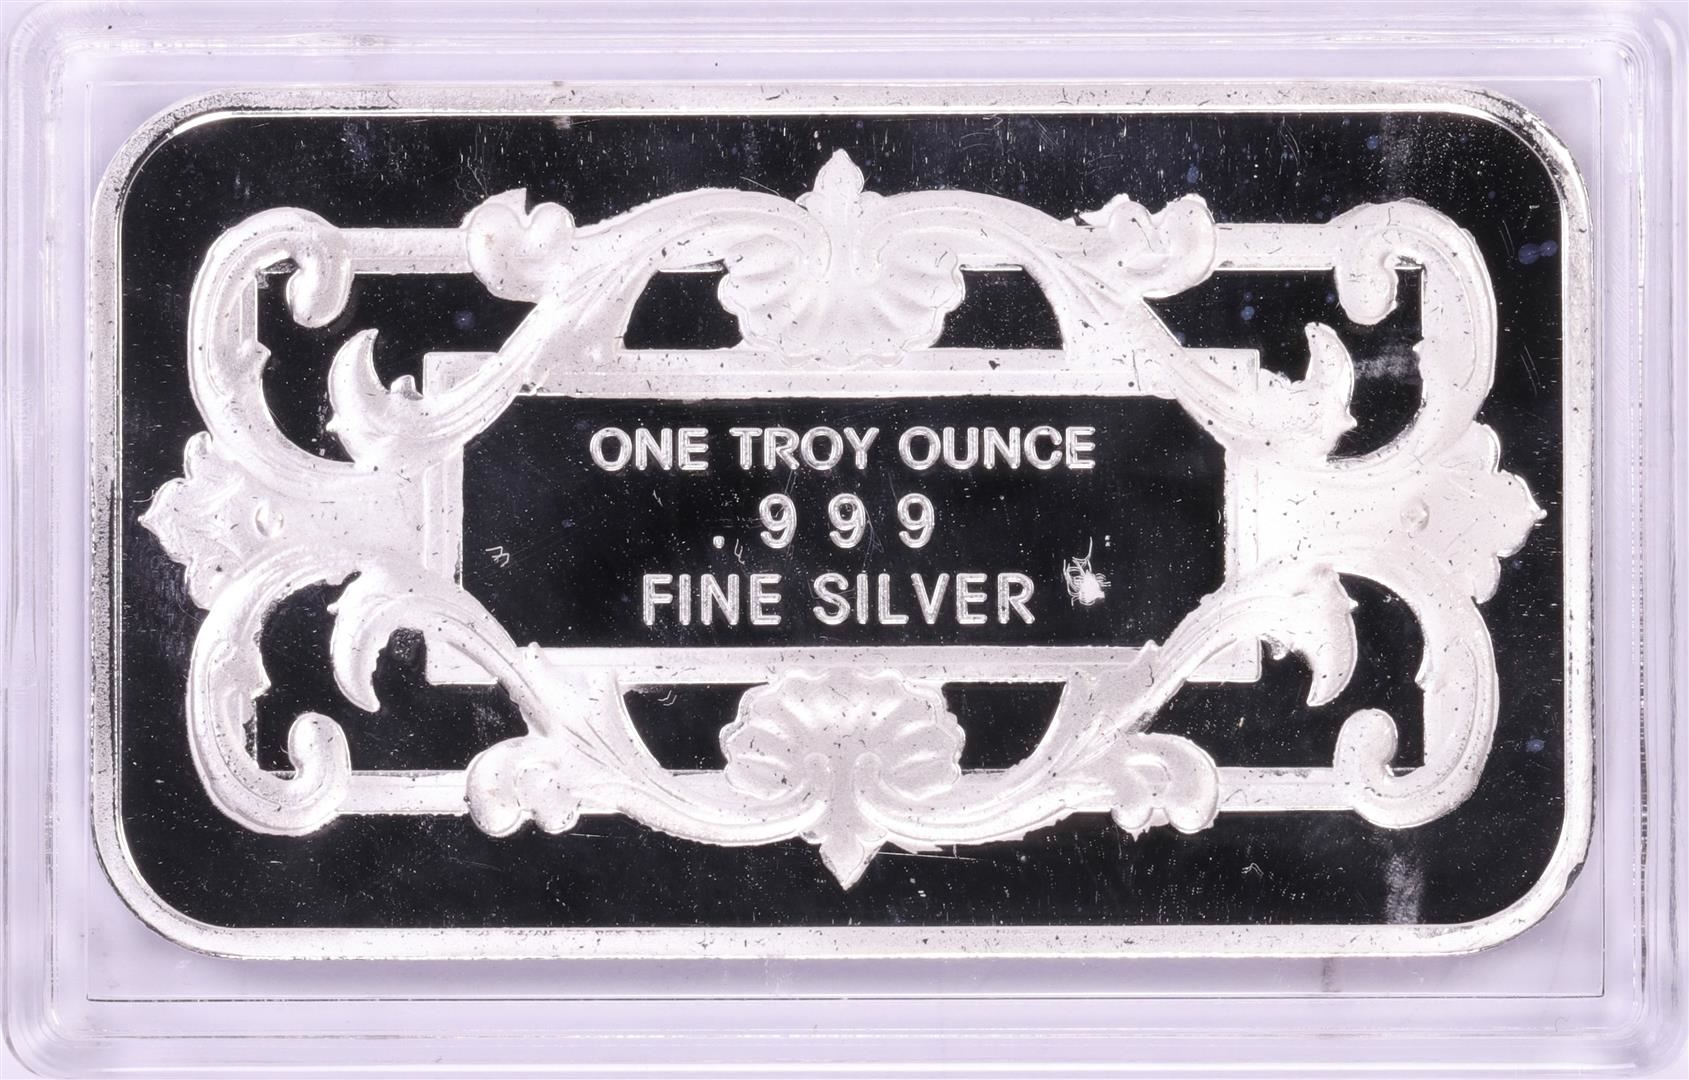 ONE TROY OUNCE
.999
FINE SILVER